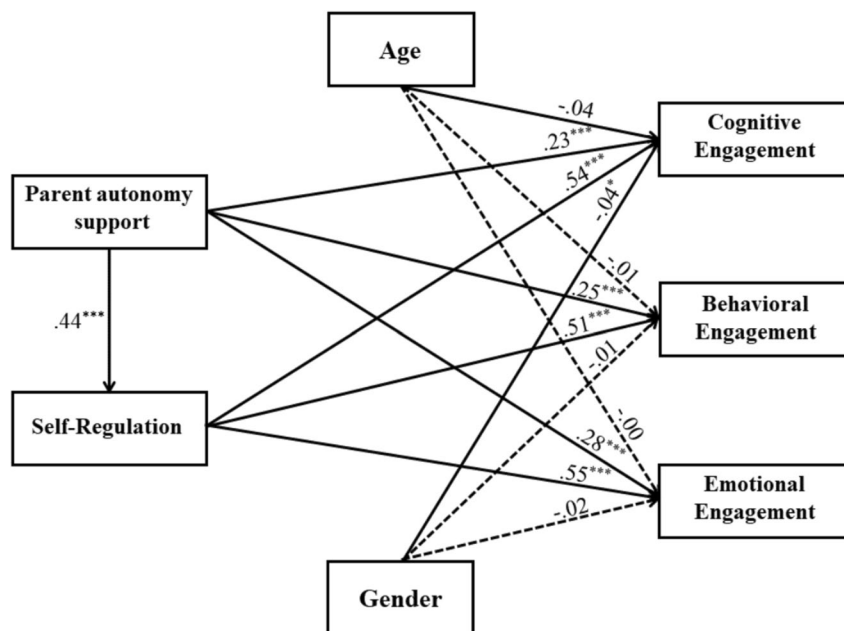 Age
-.04
Cognitive
Engagement
.23***
.54***
-.04*
Parent autonomy
support
-.01
.25***
Behavioral
Engagement
.44***
.51***
-.01
Self-Regulation
-.00
.28***
.55***
Emotional
Engagement
-.02
Gender